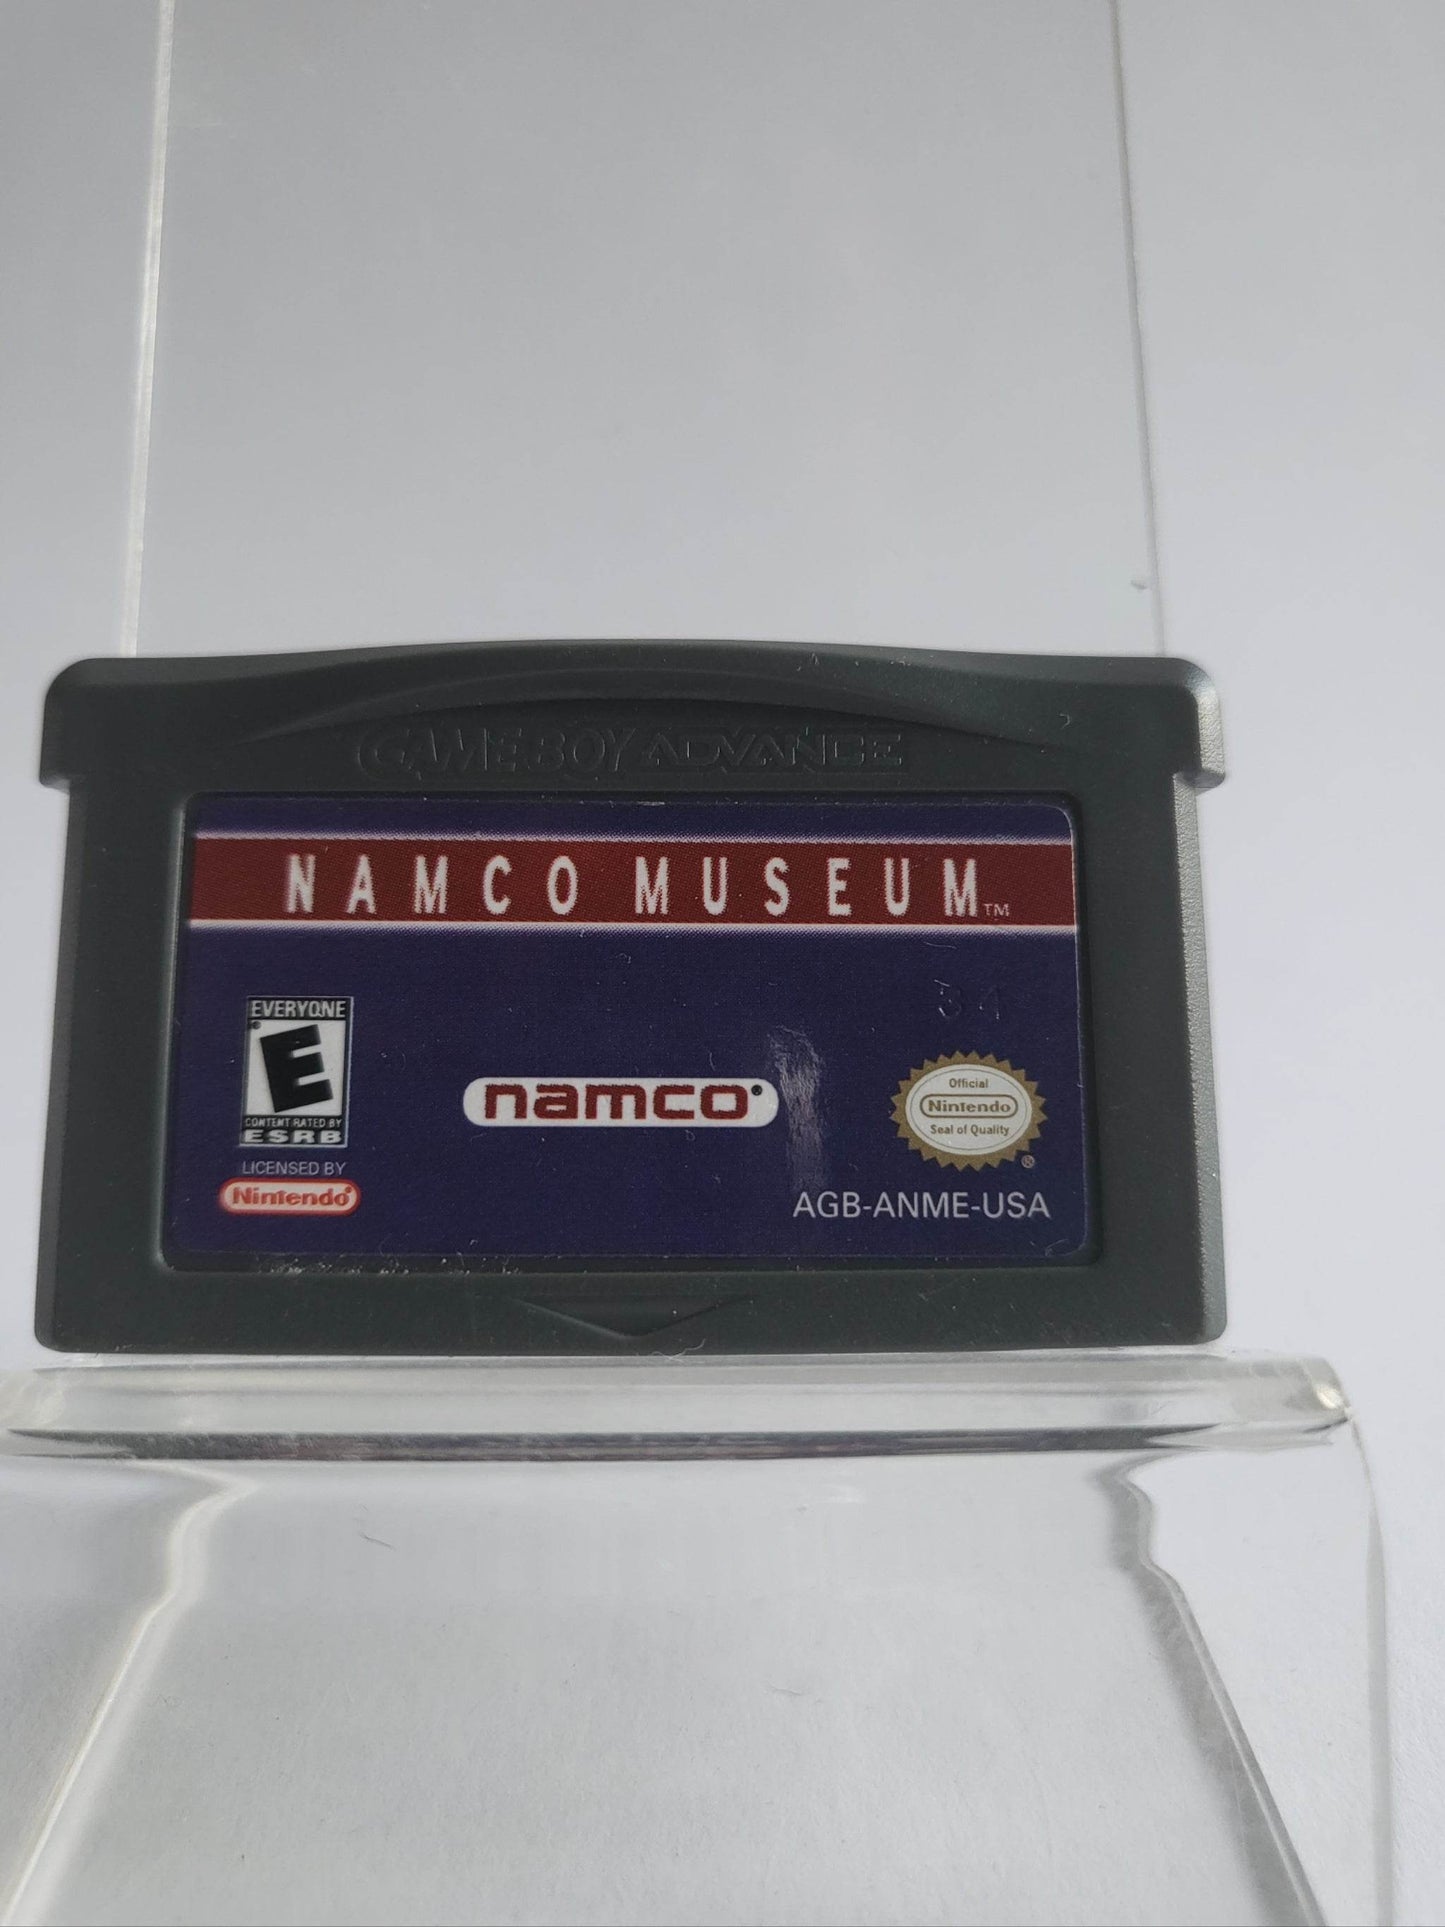 GAME BOY ADVANCE
NAMCO MUSEUM™
34
EVERYONE
E
CONTENT RATED BY
ESRB
LICENSED BY
Nintendo®
namco®
Official
Nintendo
Seal of Quality
®
AGB-ANME-USA